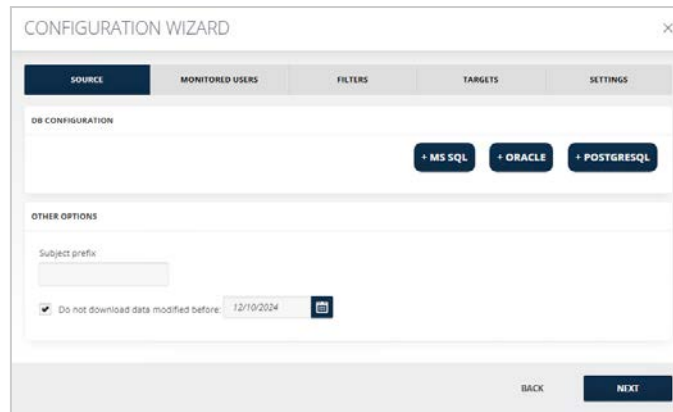 CONFIGURATION WIZARD
SOURCE MONITORED USERS FILTERS TARGETS SETTINGS
DB CONFIGURATION
+ MS SQL + ORACLE + POSTGRESQL
OTHER OPTIONS
Subject prefix
Do not download data modified before: 12/10/2024
BACK NEXT